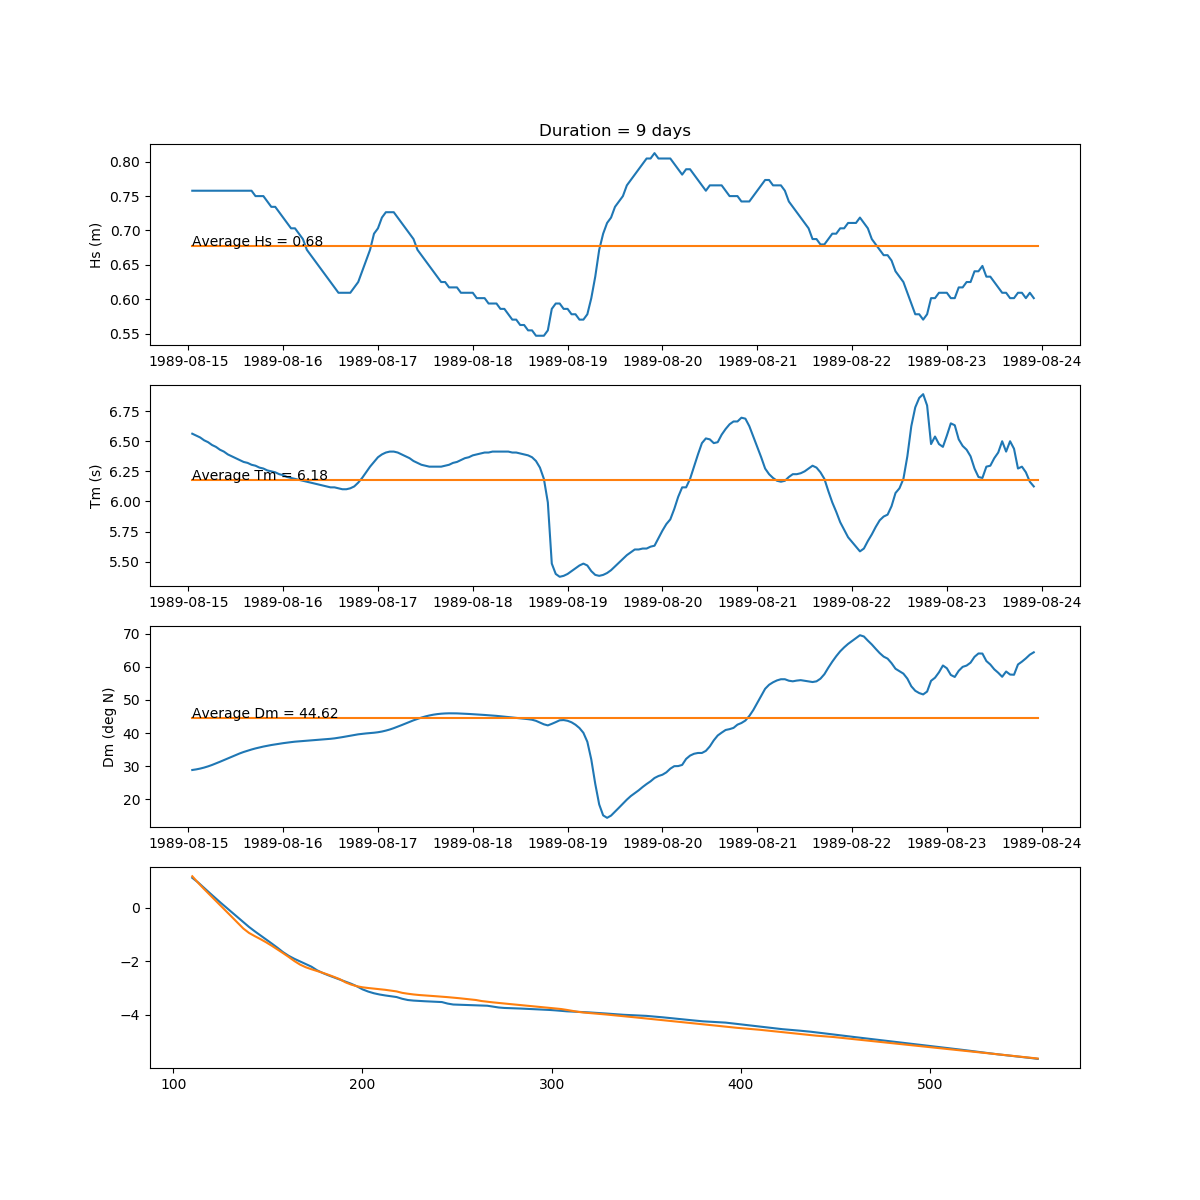 Duration = 9 days
Hs (m)
0.80
0.75
0.70
0.65
0.60
0.55
Average Hs = 0.68
1989-08-15 1989-08-16 1989-08-17 1989-08-18 1989-08-19 1989-08-20 1989-08-21 1989-08-22 1989-08-23 1989-08-24
Tm (s)
6.75
6.50
6.25
6.00
5.75
5.50
Average Tm = 6.18
1989-08-15 1989-08-16 1989-08-17 1989-08-18 1989-08-19 1989-08-20 1989-08-21 1989-08-22 1989-08-23 1989-08-24
Dm (deg N)
70
60
50
40
30
20
Average Dm = 44.62
1989-08-15 1989-08-16 1989-08-17 1989-08-18 1989-08-19 1989-08-20 1989-08-21 1989-08-22 1989-08-23 1989-08-24
0
−2
−4
100 200 300 400 500